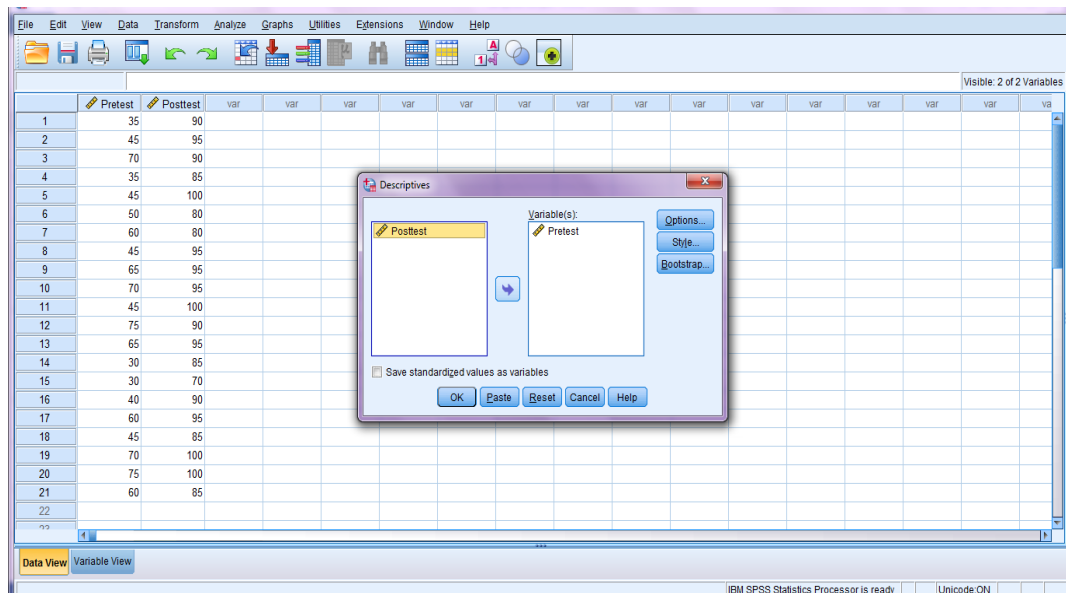 File Edit View Data Transform Analyze Graphs Utilities Extensions Window Help
A
1
Visible: 2 of 2 Variables
Pretest Posttest var var var var var var var var var var var var var var va
1 35 90
2 45 95
3 70 90
4 35 85
5 45 100
6 50 80
7 60 80
8 45 95
9 65 95
10 70 95
11 45 100
12 75 90
13 65 95
14 30 85
15 30 70
16 40 90
17 60 95
18 45 85
19 70 100
20 75 100
21 60 85
22
23
Descriptives
Variable(s):
Posttest
Pretest
Options...
Style...
Bootstrap...
Save standardized values as variables
OK Paste Reset Cancel Help
Data View Variable View
IBM SPSS Statistics Processor is ready Unicode:ON